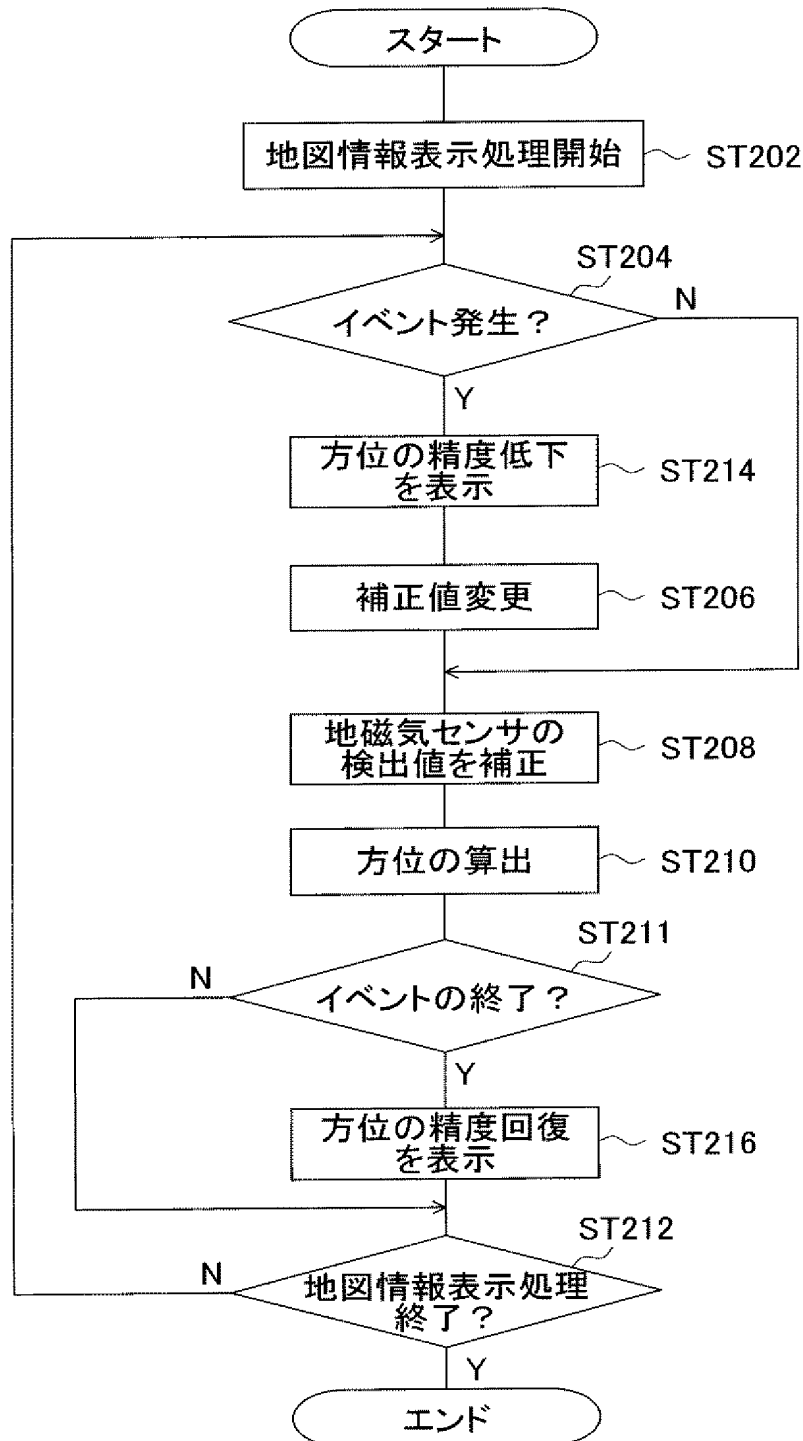 スタート
地図情報表示処理開始
ST202
ST204
イベント発生？
N
Y
方位の精度低下
を表示
ST214
補正値変更
ST206
地磁気センサの
検出値を補正
ST208
方位の算出
ST210
ST211
N
イベントの終了？
Y
方位の精度回復
を表示
ST216
ST212
N
地図情報表示処理
終了？
Y
エンド